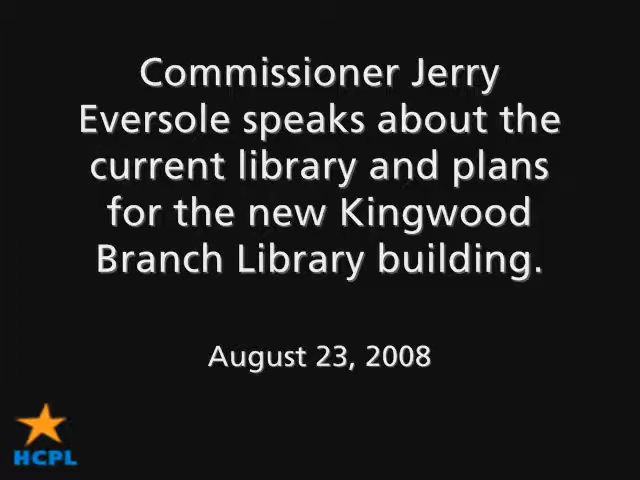 Commissioner Jerry
Eversole speaks about the
current library and plans
for the new Kingwood
Branch Library building.
August 23, 2008
HCPL